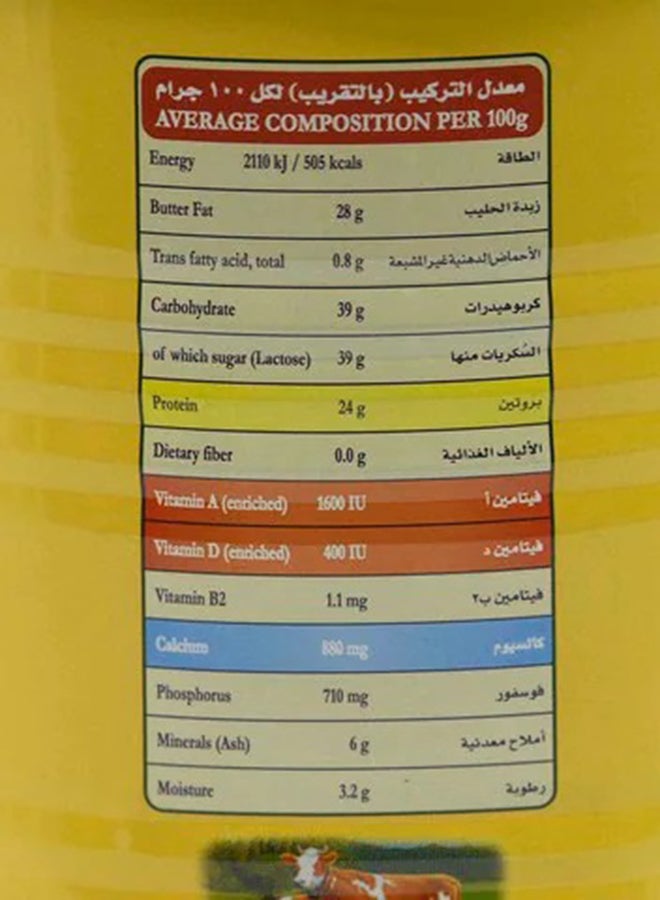 معدل التركيب (بالتقريب) لكل ١٠٠ جرام
AVERAGE COMPOSITION PER 100g
Energy 2110 kJ / 505 kcals الطاقة
Butter Fat 28 g زبدة الحليب
Trans fatty acid, total 0.8 g الأحماض الدهنية غير المشبعة
Carbohydrate 39 g كربوهيدرات
of which sugar (Lactose) 39 g السُكريات منها
Protein 24 g بروتين
Dietary fiber 0.0 g الألياف الغذائية
Vitamin A (enriched) 1600 IU فيتامين أ
Vitamin D (enriched) 400 IU فيتامين د
Vitamin B2 1.1 mg فيتامين ب٢
Calcium 880 mg كالسيوم
Phosphorus 710 mg فوسفور
Minerals (Ash) 6 g أملاح معدنية
Moisture 3.2 g رطوبة